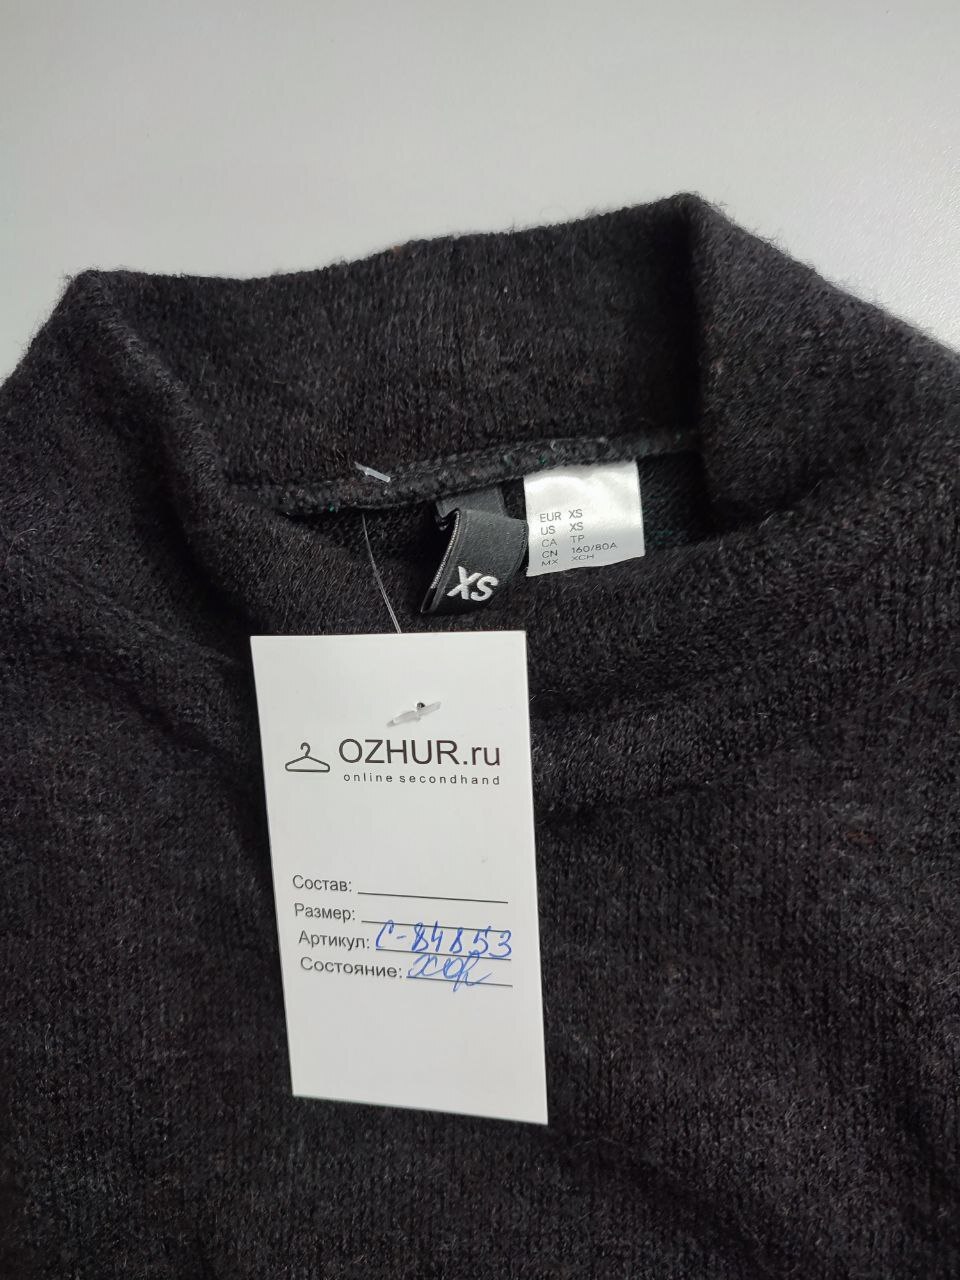 EUR XS
US XS
CA TP
CN 160/80A
MX XCH
XS
OZHUR.ru
online secondhand
Состав:
Размер:
Артикул: С-84853
Состояние: хор